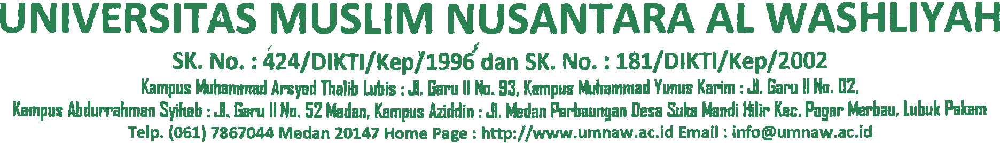 UNIVERSITAS MUSLIM NUSANTARA AL WASHLIYAH
SK. No. : 424/DIKTI/Kep/1996 dan SK. No. : 181/DIKTI/Kep/2002
Kampus Muhammad Arsyad Thalib Lubis : Jl. Garu II No. 93, Kampus Muhammad Yunus Karim : Jl. Garu II No. 02,
Kampus Abdurrahman Syihab : Jl. Garu II No. 52 Medan, Kampus Aziddin : Jl. Medan Perbaungan Desa Suka Mandi Hilir Kec. Pagar Merbau, Lubuk Pakam
Telp. (061) 7867044 Medan 20147 Home Page : http://www.umnaw.ac.id Email : info@umnaw.ac.id